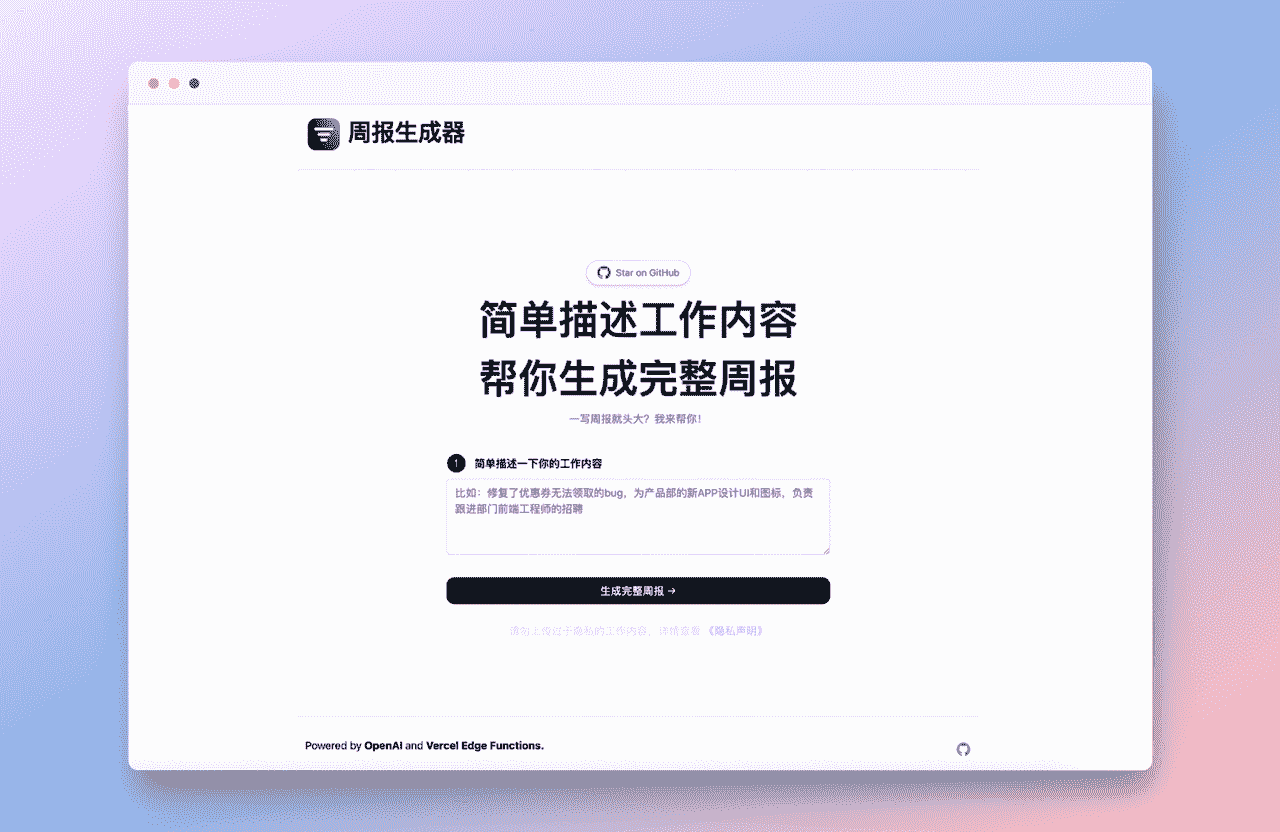 周报生成器
Star on GitHub
简单描述工作内容
帮你生成完整周报
一写周报就头大？我来帮你！
1 简单描述一下你的工作内容
比如：修复了优惠券无法领取的bug，为产品部的新APP设计UI和图标，负责
跟进部门前端工程师的招聘
生成完整周报 →
请勿上传过于隐私的工作内容，详情查看 《隐私声明》
Powered by OpenAI and Vercel Edge Functions.